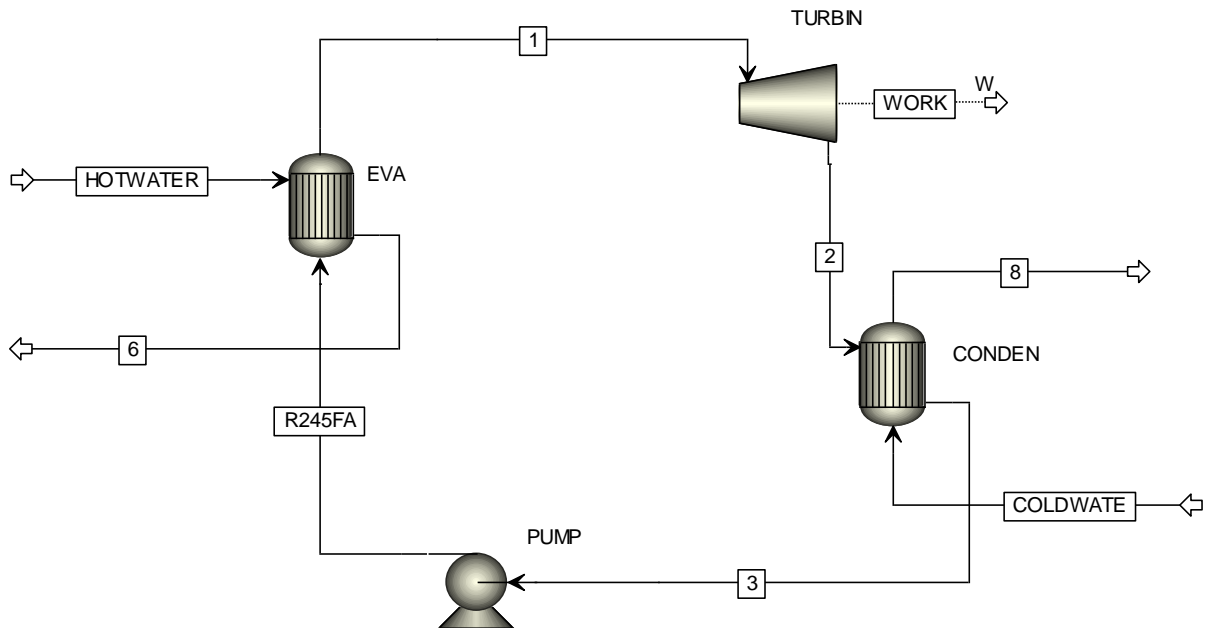 TURBIN
1
W
WORK
HOTWATER
EVA
2
8
6
CONDEN
R245FA
COLDWATE
PUMP
3